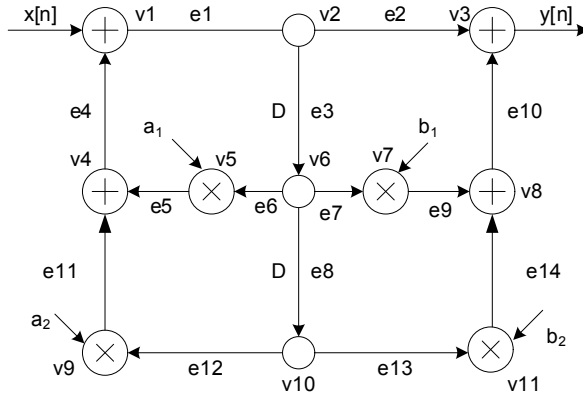 x[n] v1 e1 v2 e2 v3 y[n]
e4 D e3 e10
a₁ b₁
v4 v5 v6 v7 v8
e5 e6 e7 e9
e11 D e8 e14
a₂ b₂
v9 e12 e13
v10 v11